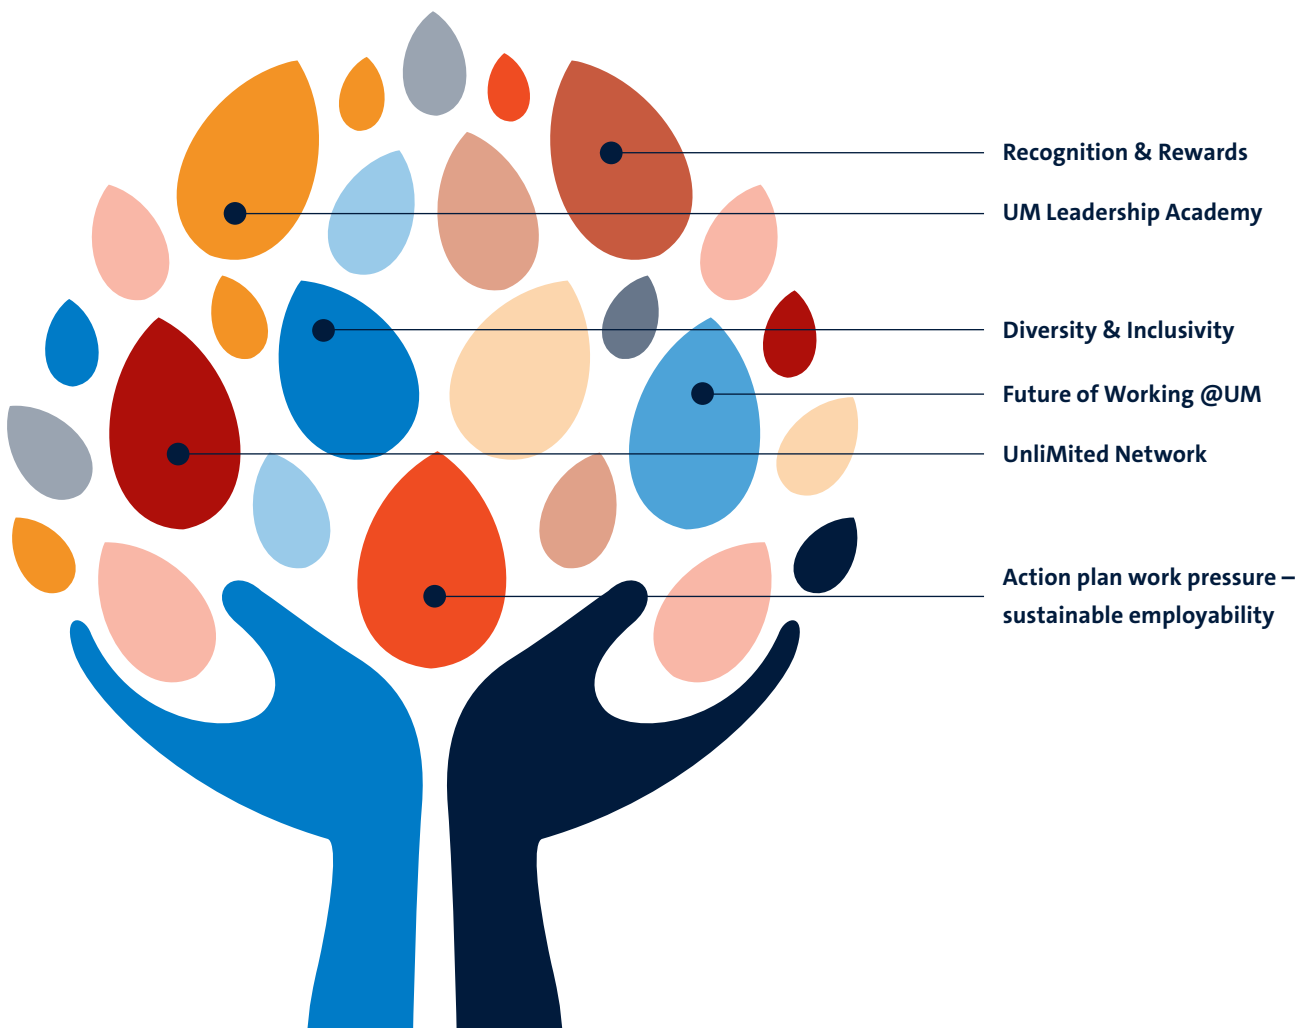 Recognition & Rewards
UM Leadership Academy
Diversity & Inclusivity
Future of Working @UM
UnliMited Network
Action plan work pressure –
sustainable employability